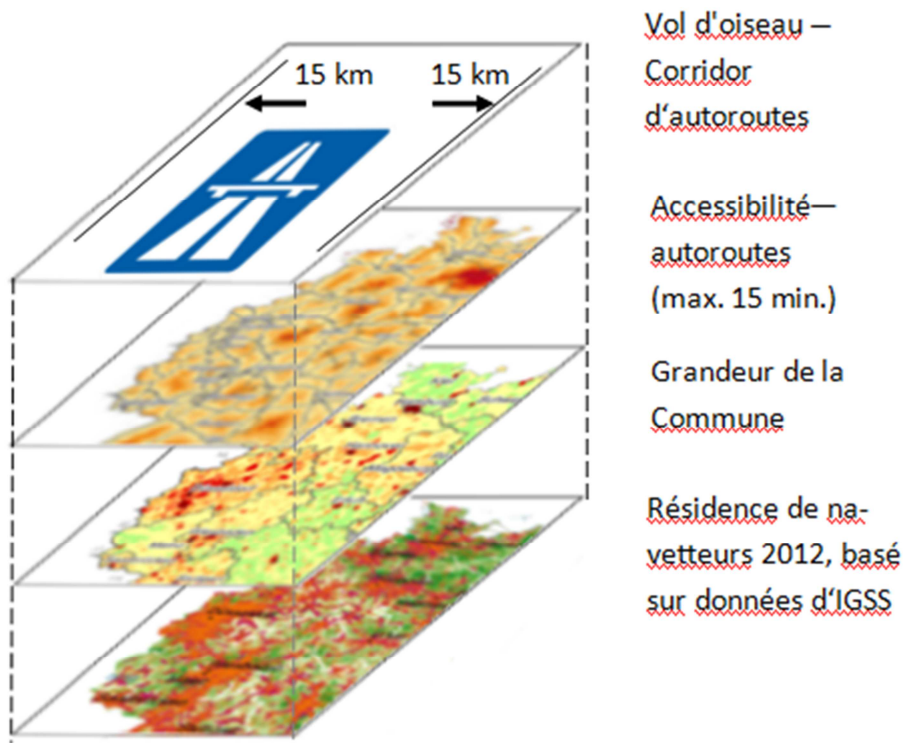 15 km
15 km
Vol d'oiseau —
Corridor
d‘autoroutes
Accessibilité—
autoroutes
(max. 15 min.)
Grandeur de la
Commune
Résidence de na-
vetteurs 2012, basé
sur données d‘IGSS